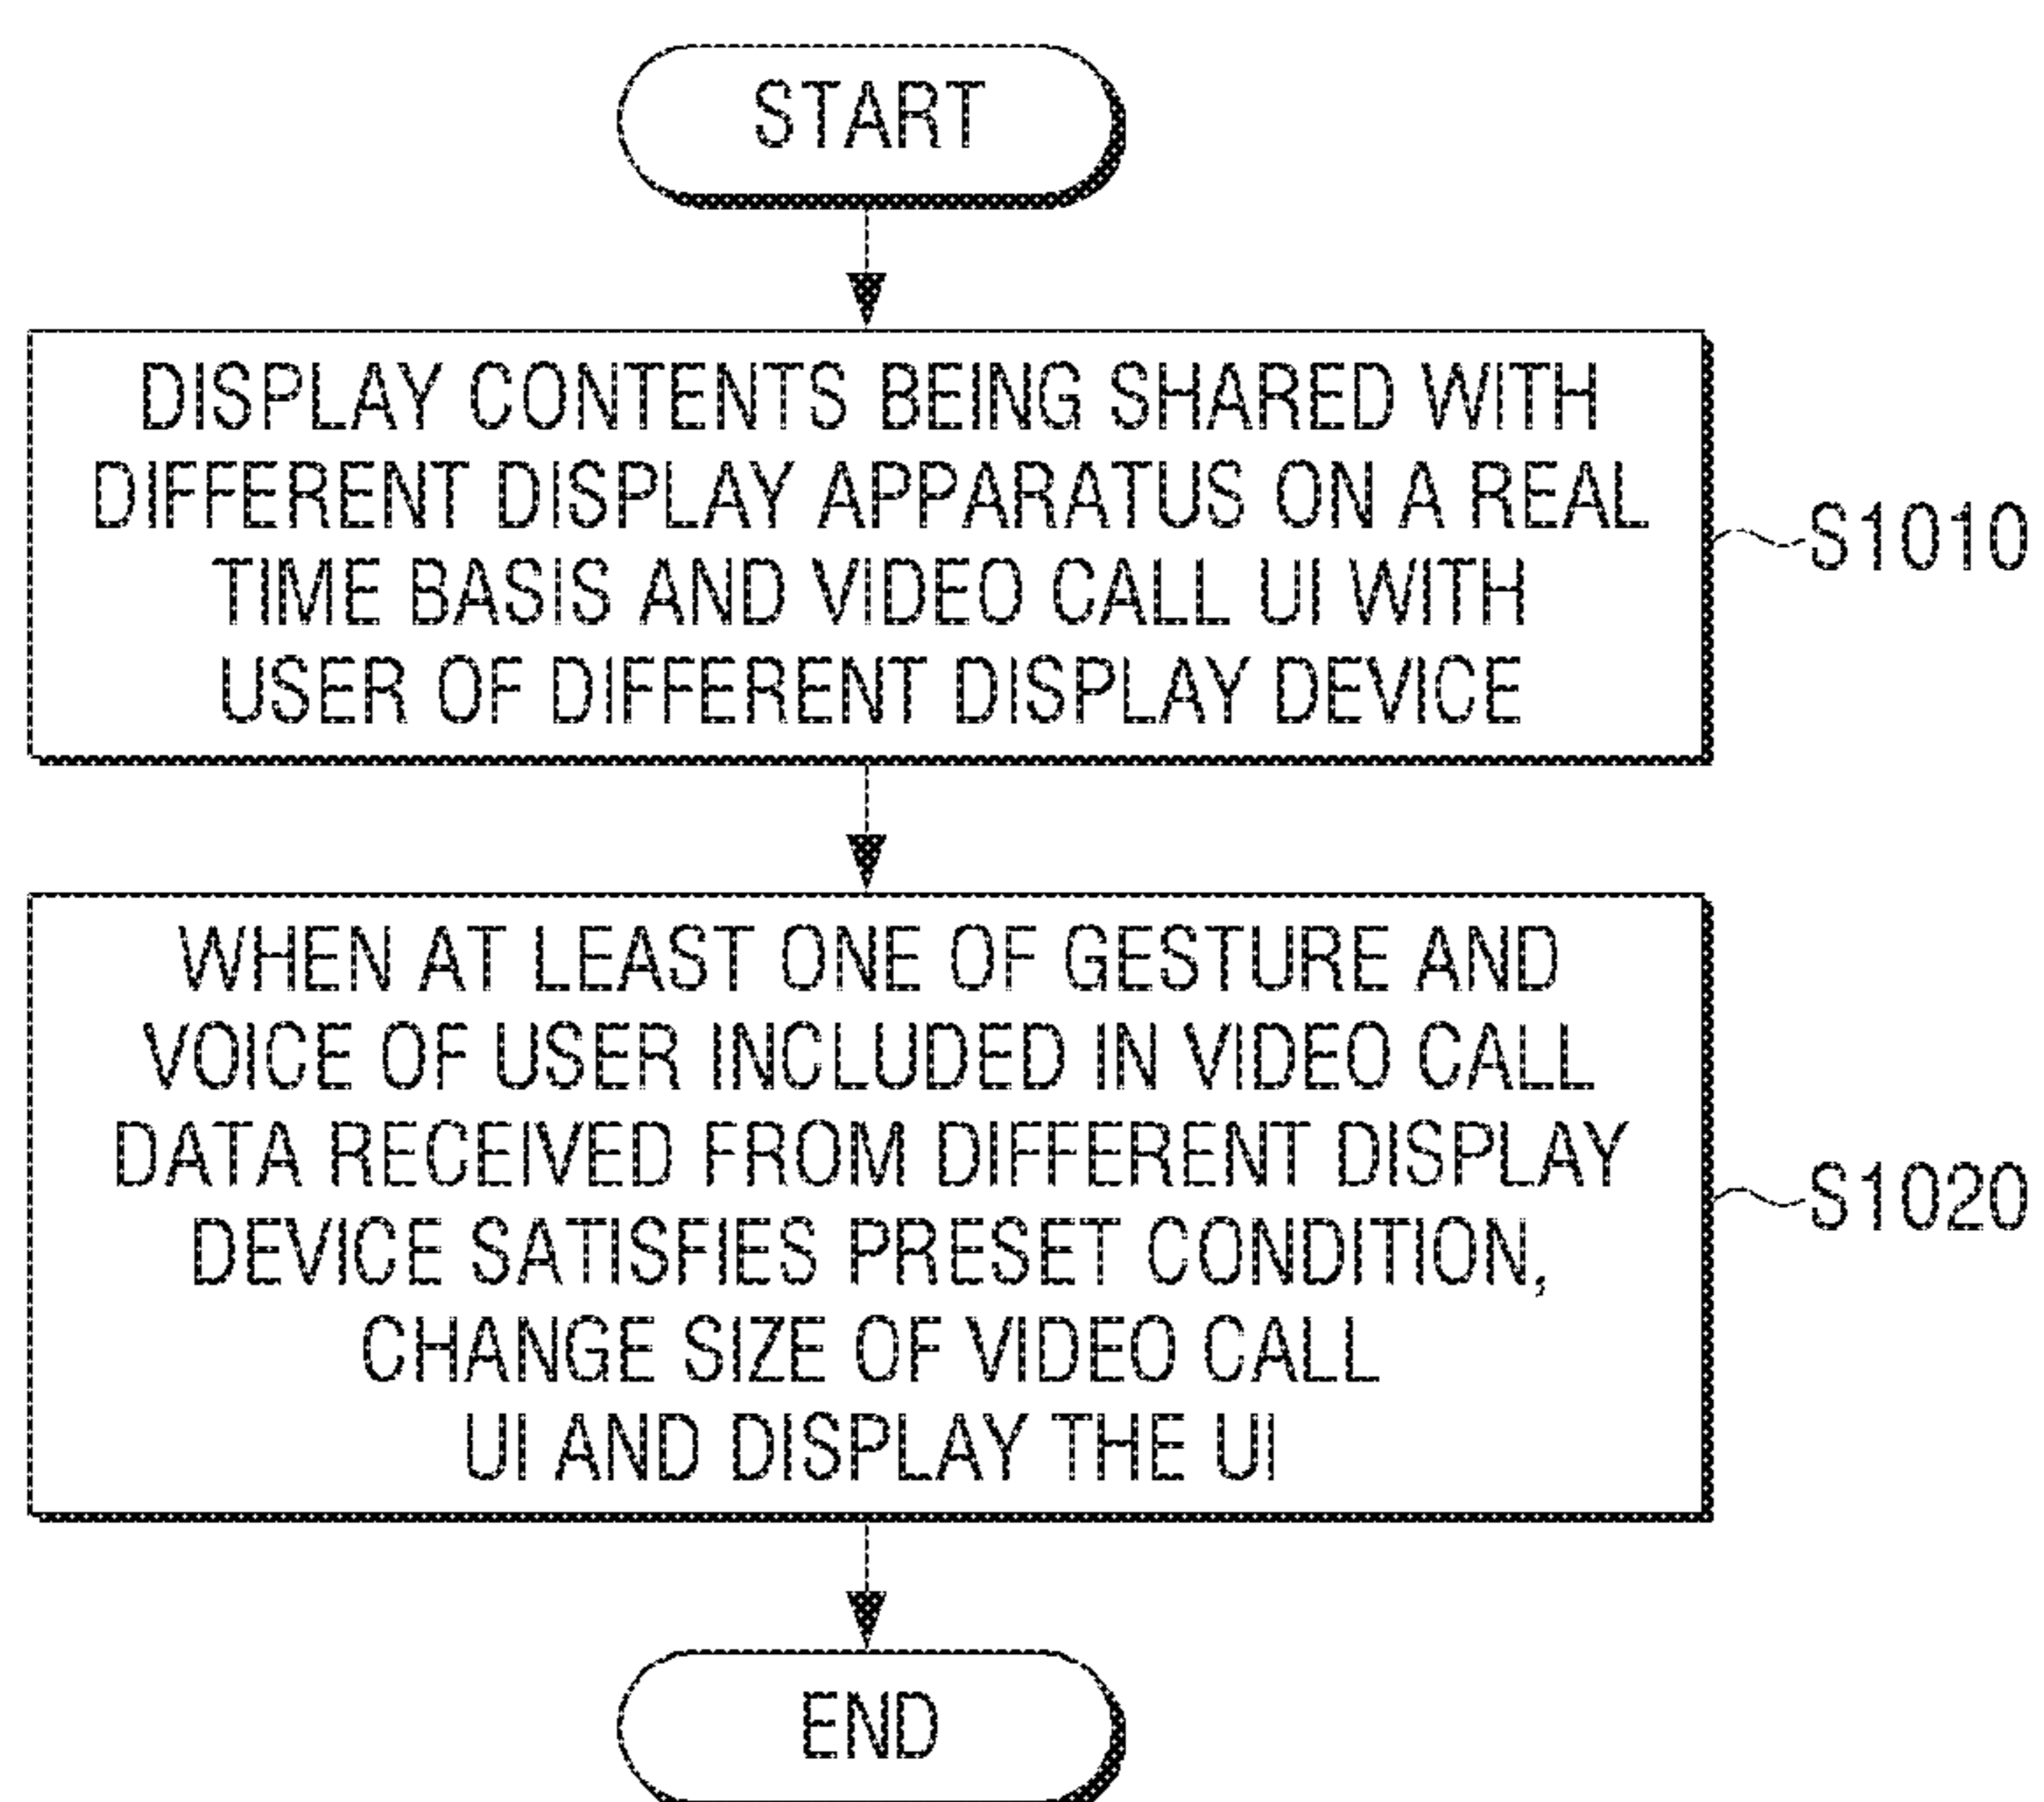 START
DISPLAY CONTENTS BEING SHARED WITH
DIFFERENT DISPLAY APPARATUS ON A REAL
TIME BASIS AND VIDEO CALL UI WITH
USER OF DIFFERENT DISPLAY DEVICE
S1010
WHEN AT LEAST ONE OF GESTURE AND
VOICE OF USER INCLUDED IN VIDEO CALL
DATA RECEIVED FROM DIFFERENT DISPLAY
DEVICE SATISFIES PRESET CONDITION,
CHANGE SIZE OF VIDEO CALL
UI AND DISPLAY THE UI
S1020
END